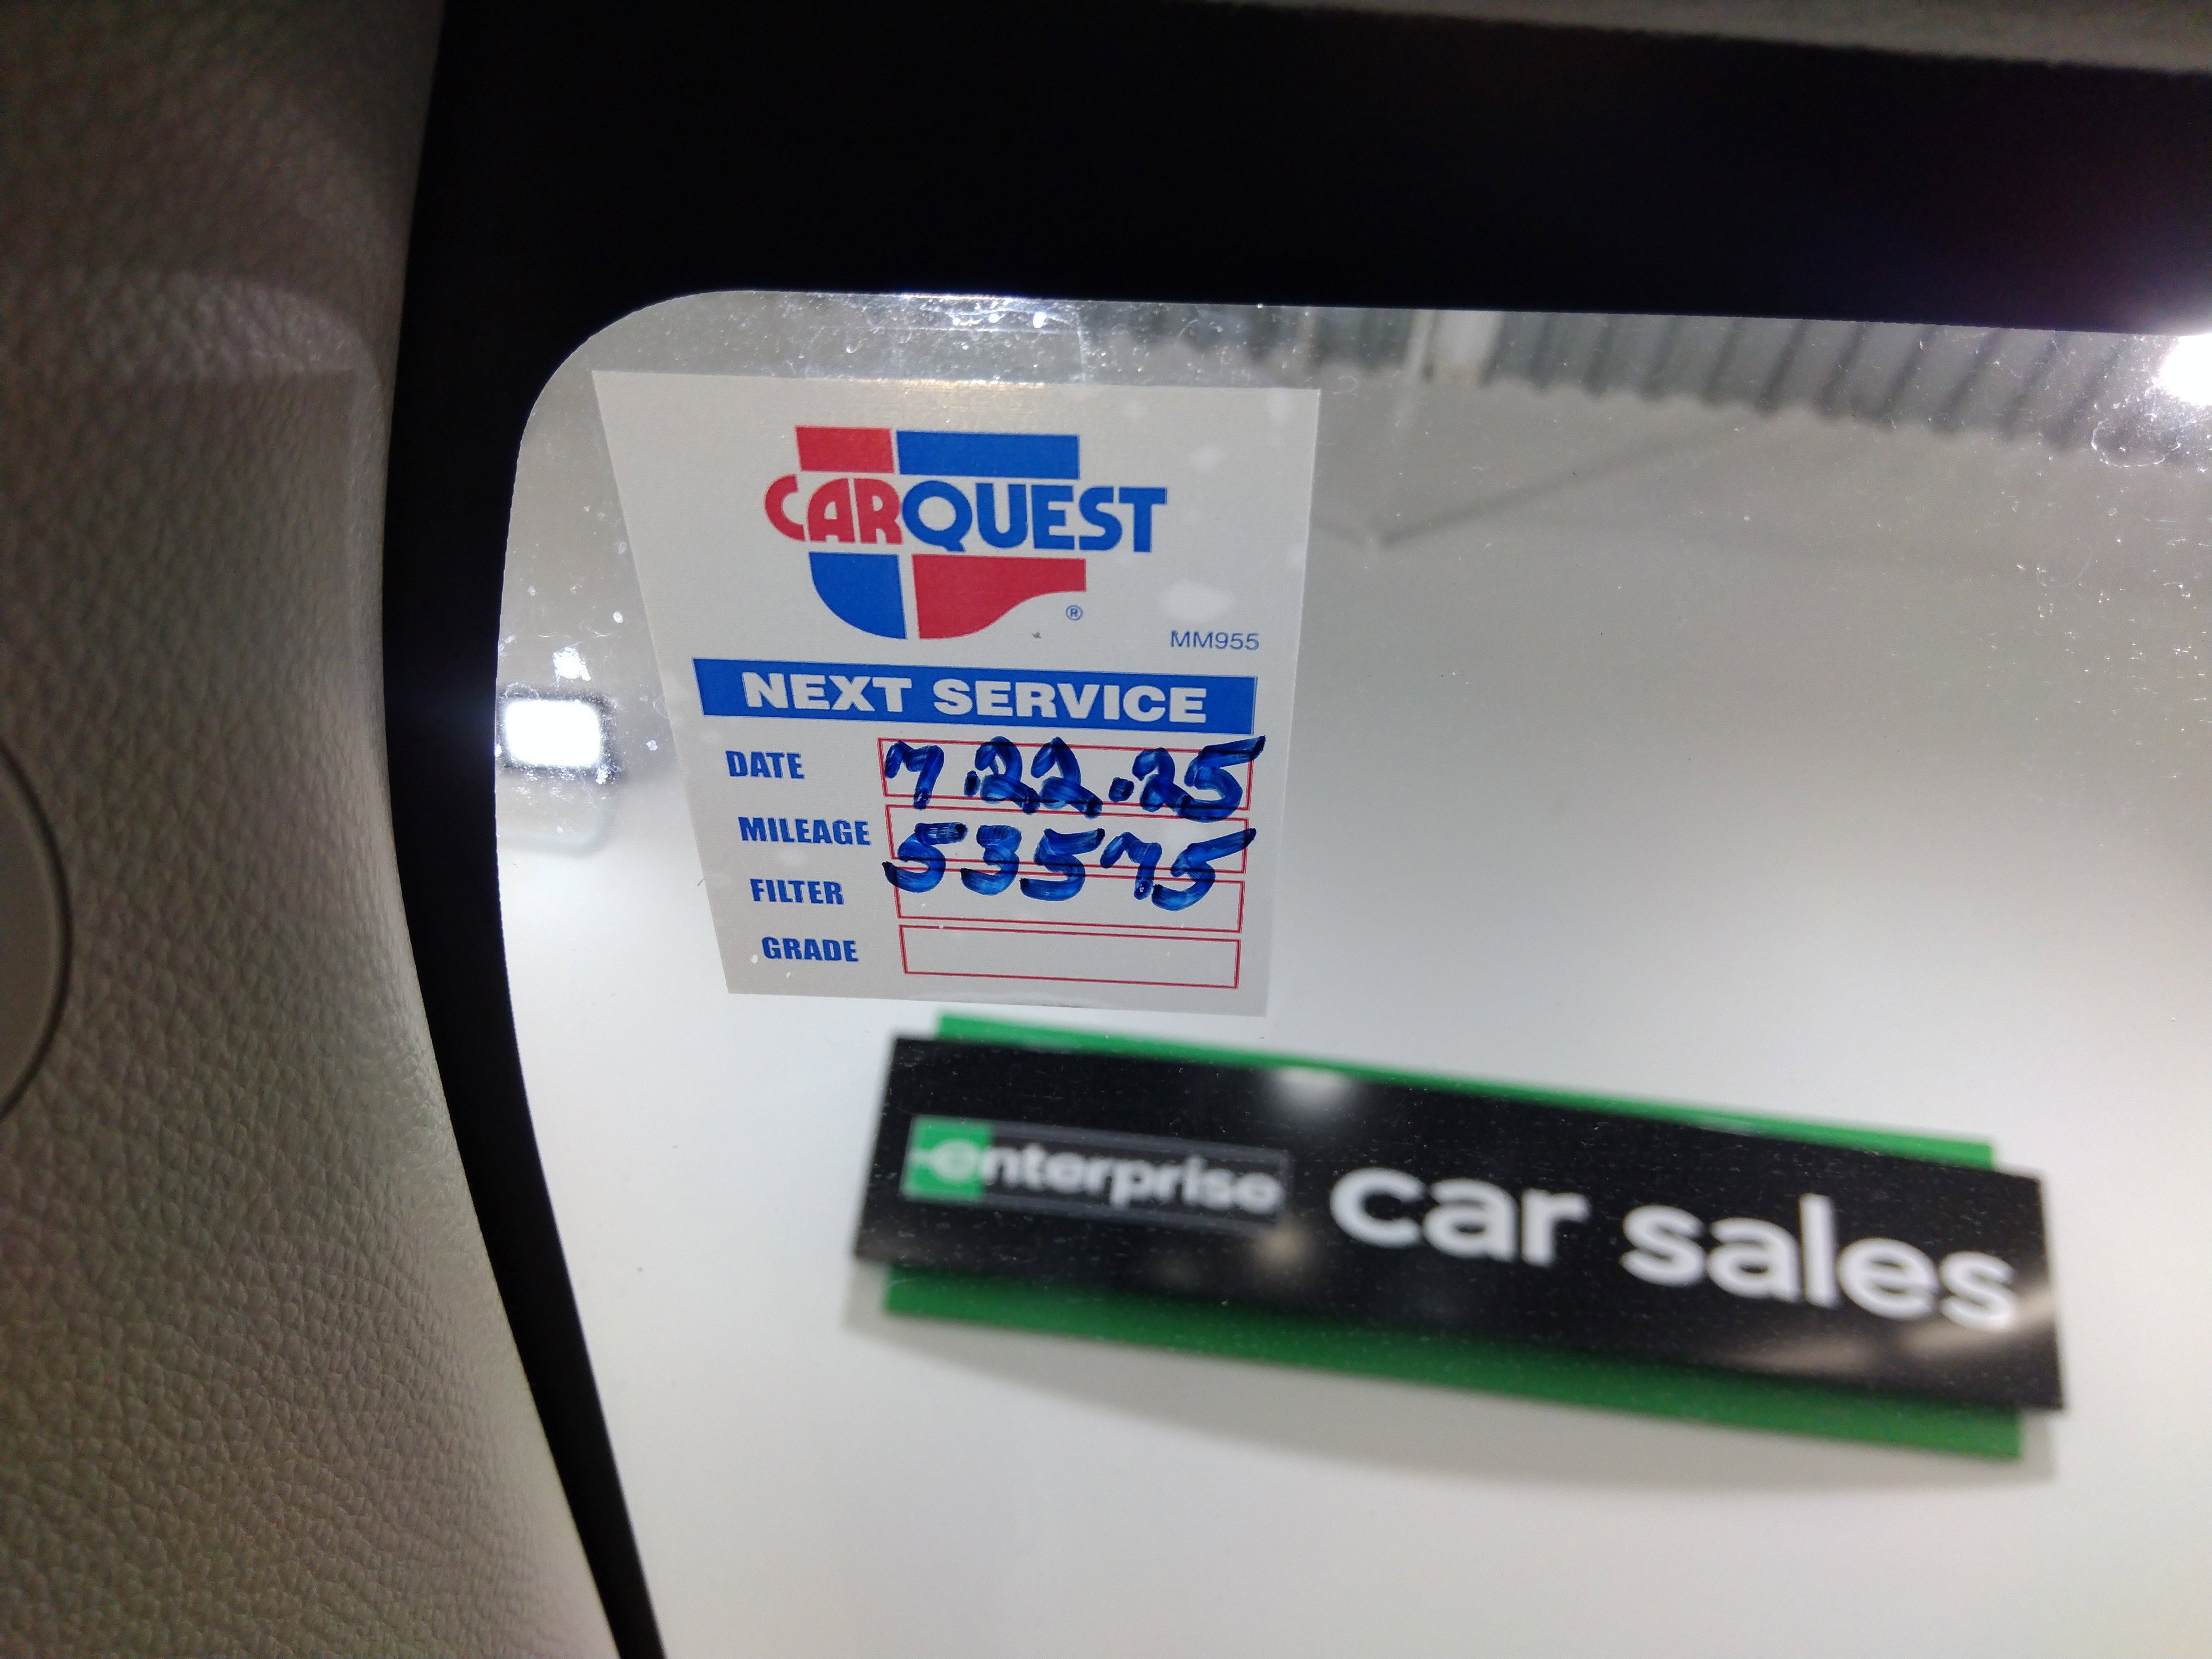 CARQUEST
®
MM955
NEXT SERVICE
DATE 7.22.25
MILEAGE 53575
FILTER
GRADE
enterprise car sales